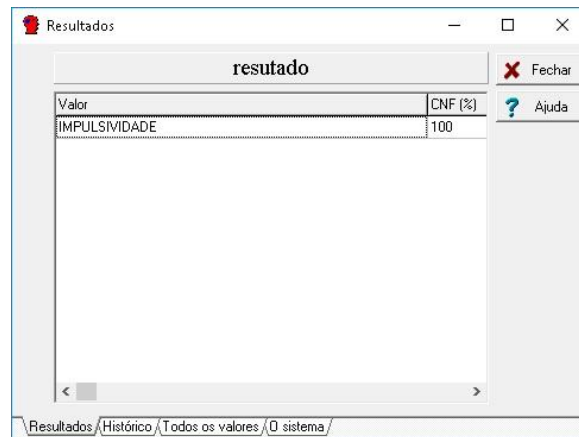 Resultados
resutado
Fechar
Valor CNF (%)
Ajuda
IMPULSIVIDADE 100
Resultados Histórico Todos os valores O sistema